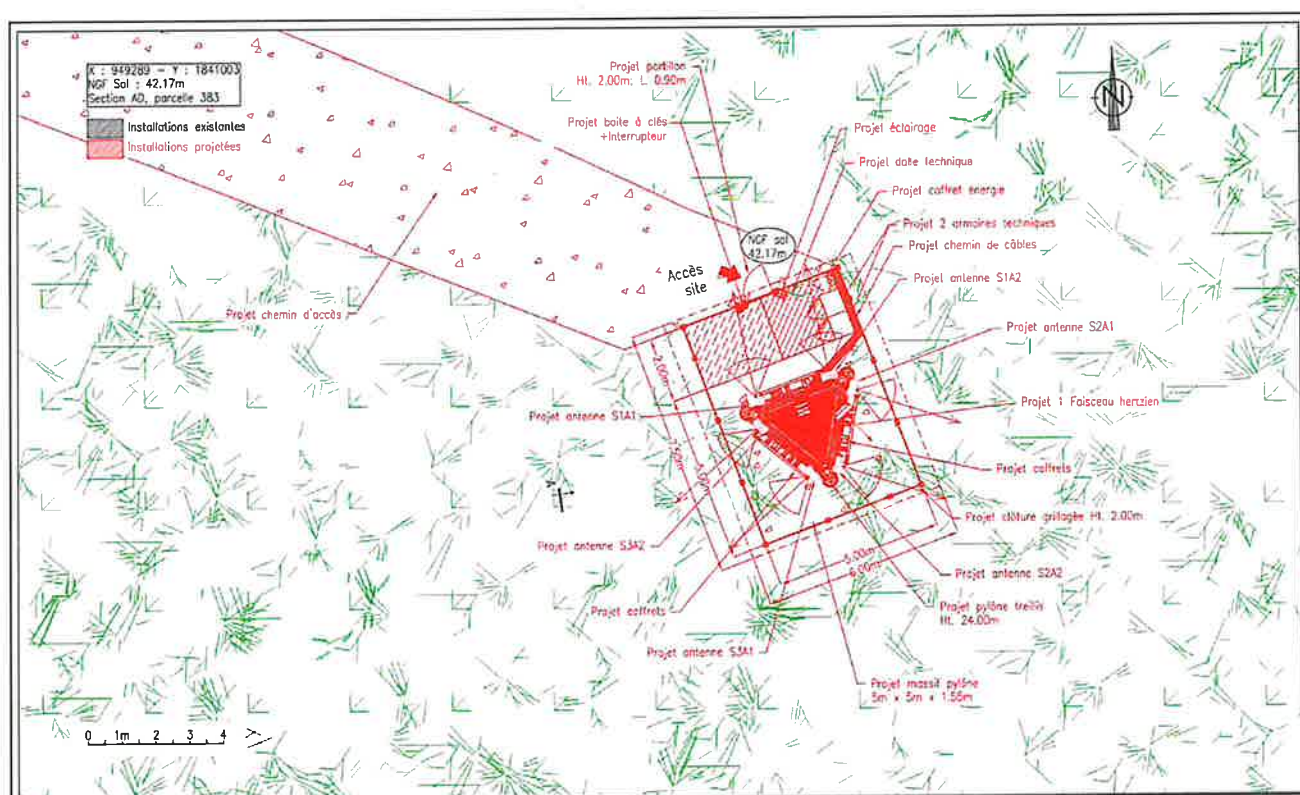 X : 949289 - Y : 1841003
NGF Sol : 42.17m
Section AD, parcelle 383
Installations existantes
Installations projetées
Projet portillon
Ht. 2.00m; L. 0.90m
Projet boite à clés
+Interrupteur
N
Projet éclairage
Projet date technique
Projet coffret énergie
Projet 2 armoires techniques
Projet chemin de câbles
Projet antenne S1A2
NGF sol
42.17m
Accès
site
Projet chemin d'accès
Projet antenne S2A1
2.00m
Projet antenne S1A1
Projet 1 Faisceau hertzien
7.50m
Projet coffrets
A
Projet clôture grillagée Ht. 2.00m
Projet antenne S3A2
5.00m
6.00m
Projet antenne S2A2
Projet coffrets
Projet pylône treillis
Ht. 24.00m
Projet antenne S3A1
Projet massif pylône
5m x 5m x 1.55m
0 1m 2 3 4